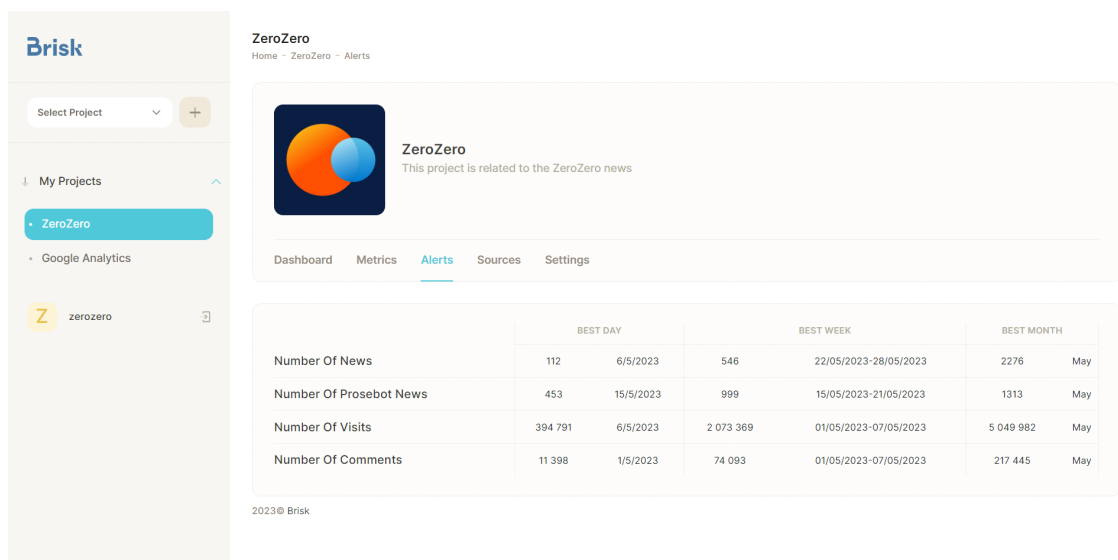 Brisk
Select Project
My Projects
ZeroZero
Google Analytics
Z zerozero
ZeroZero
Home - ZeroZero - Alerts
ZeroZero
This project is related to the ZeroZero news
Dashboard Metrics Alerts Sources Settings
BEST DAY BEST WEEK BEST MONTH
Number Of News 112 6/5/2023 546 22/05/2023-28/05/2023 2276 May
Number Of Prosebot News 453 15/5/2023 999 15/05/2023-21/05/2023 1313 May
Number Of Visits 394 791 6/5/2023 2 073 369 01/05/2023-07/05/2023 5 049 982 May
Number Of Comments 11 398 1/5/2023 74 093 01/05/2023-07/05/2023 217 445 May
2023© Brisk